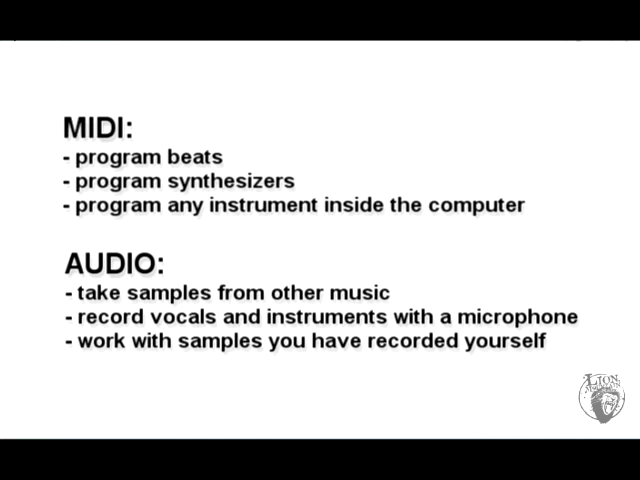 MIDI:
- program beats
- program synthesizers
- program any instrument inside the computer
AUDIO:
- take samples from other music
- record vocals and instruments with a microphone
- work with samples you have recorded yourself
LION